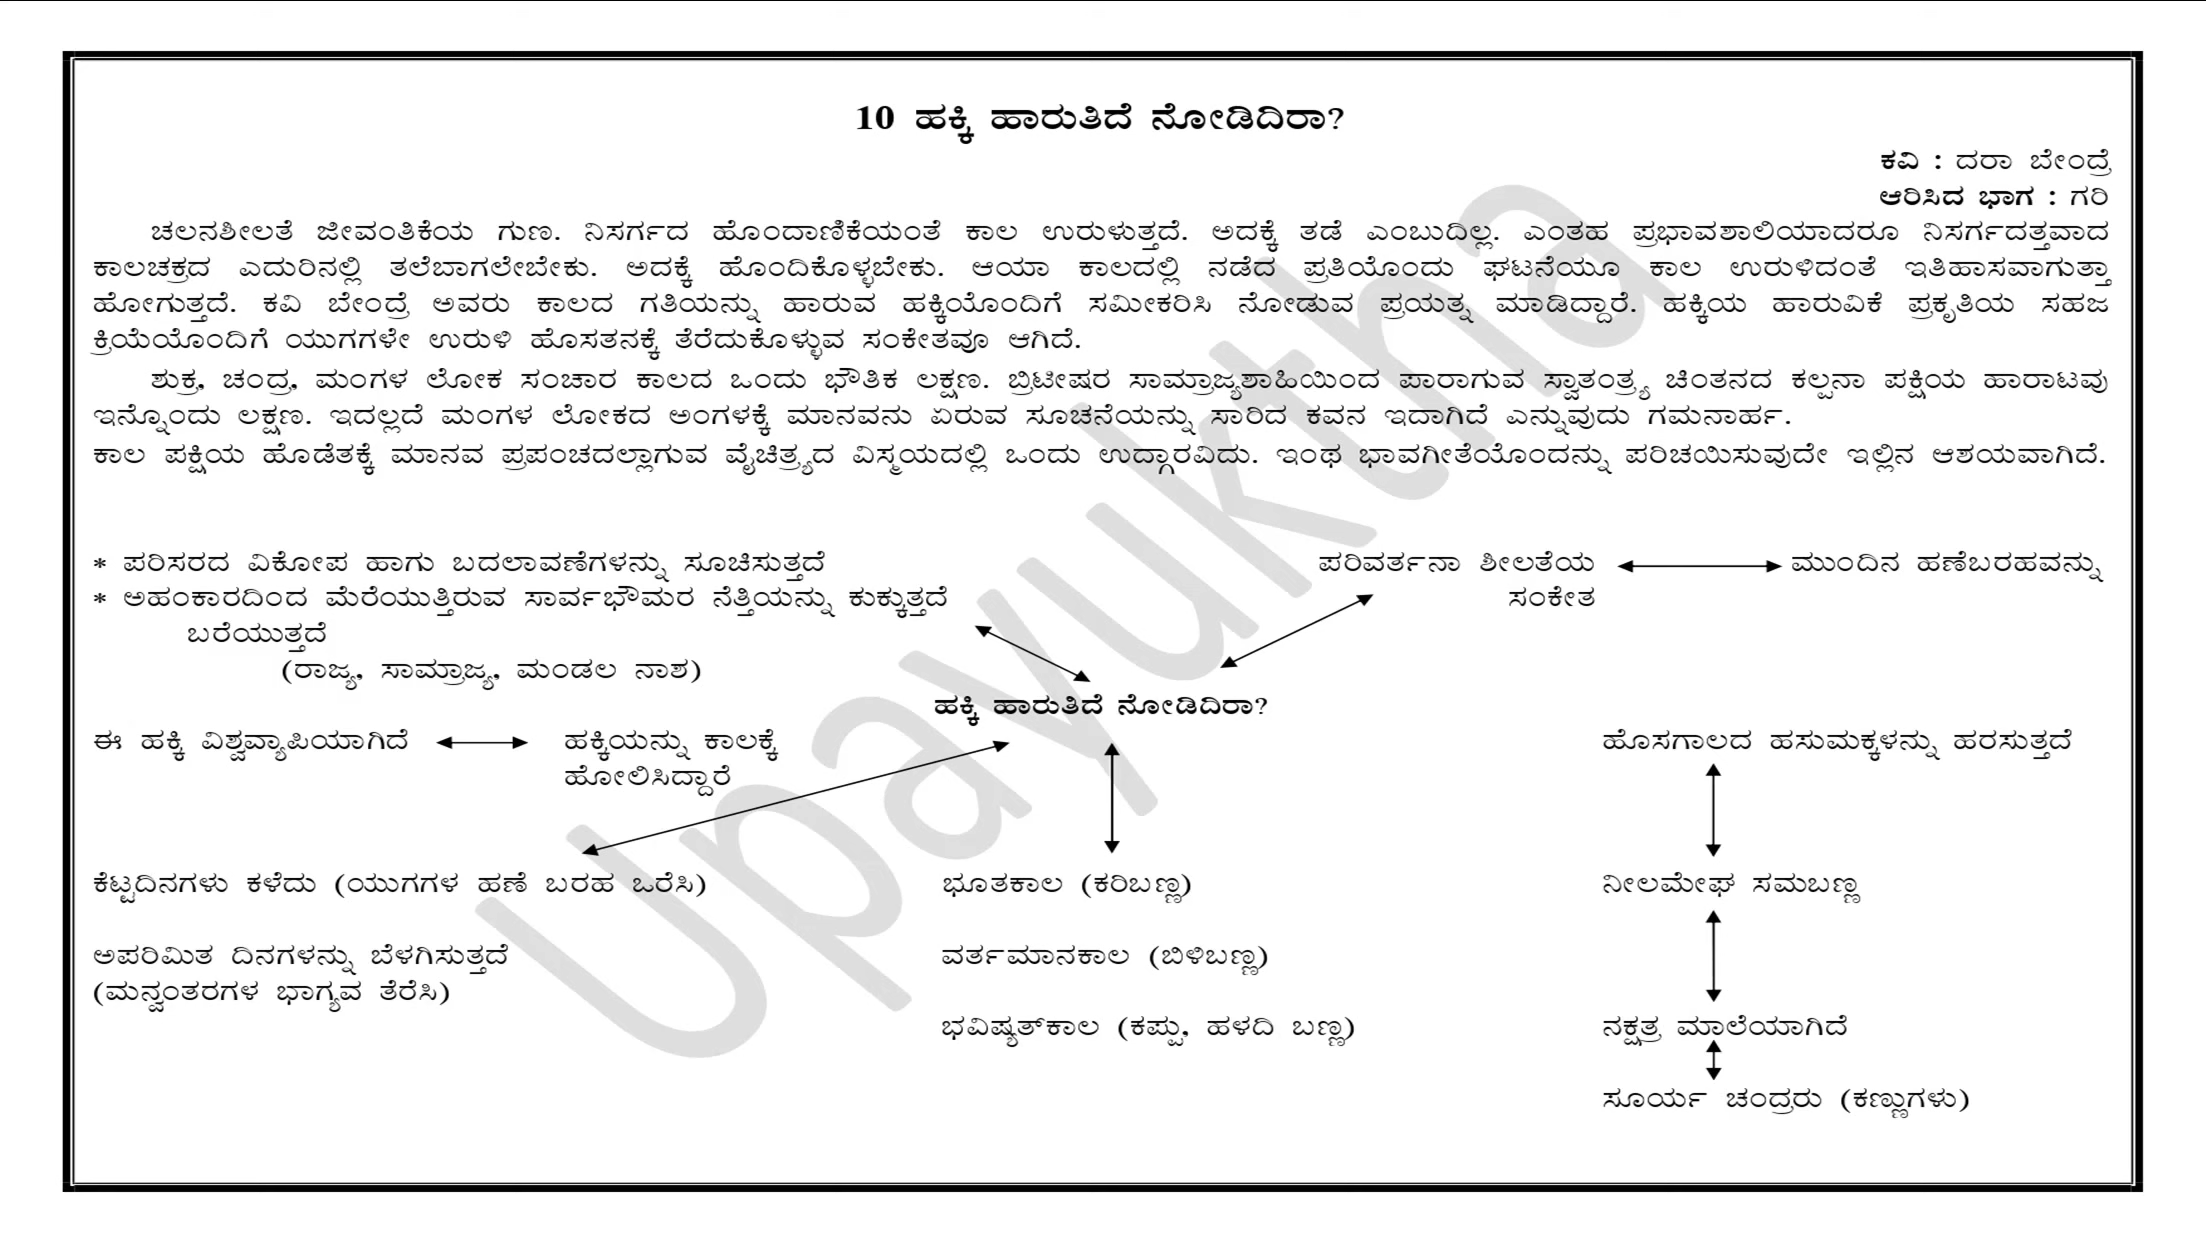 10 ಹಕ್ಕಿ ಹಾರುತಿದೆ ನೋಡಿದಿರಾ?
ಕವಿ : ದರಾ ಬೇಂದ್ರೆ
ಆರಿಸಿದ ಭಾಗ : ಗರಿ
ಚಲನಶೀಲತೆ ಜೀವಂತಿಕೆಯ ಗುಣ. ನಿಸರ್ಗದ ಹೊಂದಾಣಿಕೆಯಂತೆ ಕಾಲ ಉರುಳುತ್ತದೆ. ಅದಕ್ಕೆ ತಡೆ ಎಂಬುದಿಲ್ಲ. ಎಂತಹ ಪ್ರಭಾವಶಾಲಿಯಾದರೂ ನಿಸರ್ಗದತ್ತವಾದ
ಕಾಲಚಕ್ರದ ಎದುರಿನಲ್ಲಿ ತಲೆಬಾಗಲೇಬೇಕು. ಅದಕ್ಕೆ ಹೊಂದಿಕೊಳ್ಳಬೇಕು. ಆಯಾ ಕಾಲದಲ್ಲಿ ನಡೆದ ಪ್ರತಿಯೊಂದು ಘಟನೆಯೂ ಕಾಲ ಉರುಳಿದಂತೆ ಇತಿಹಾಸವಾಗುತ್ತಾ
ಹೋಗುತ್ತದೆ. ಕವಿ ಬೇಂದ್ರೆ ಅವರು ಕಾಲದ ಗತಿಯನ್ನು ಹಾರುವ ಹಕ್ಕಿಯೊಂದಿಗೆ ಸಮೀಕರಿಸಿ ನೋಡುವ ಪ್ರಯತ್ನ ಮಾಡಿದ್ದಾರೆ. ಹಕ್ಕಿಯ ಹಾರುವಿಕೆ ಪ್ರಕೃತಿಯ ಸಹಜ
ಕ್ರಿಯೆಯೊಂದಿಗೆ ಯುಗಗಳೇ ಉರುಳಿ ಹೊಸತನಕ್ಕೆ ತೆರೆದುಕೊಳ್ಳುವ ಸಂಕೇತವೂ ಆಗಿದೆ.
ಶುಕ್ರ, ಚಂದ್ರ, ಮಂಗಳ ಲೋಕ ಸಂಚಾರ ಕಾಲದ ಒಂದು ಭೌತಿಕ ಲಕ್ಷಣ. ಬ್ರಿಟೀಷರ ಸಾಮ್ರಾಜ್ಯಶಾಹಿಯಿಂದ ಪಾರಾಗುವ ಸ್ವಾತಂತ್ರ್ಯ ಚಿಂತನದ ಕಲ್ಪನಾ ಪಕ್ಷಿಯ ಹಾರಾಟವು
ಇನ್ನೊಂದು ಲಕ್ಷಣ. ಇದಲ್ಲದೆ ಮಂಗಳ ಲೋಕದ ಅಂಗಳಕ್ಕೆ ಮಾನವನು ಏರುವ ಸೂಚನೆಯನ್ನು ಸಾರಿದ ಕವನ ಇದಾಗಿದೆ ಎನ್ನುವುದು ಗಮನಾರ್ಹ.
ಕಾಲ ಪಕ್ಷಿಯ ಹೊಡೆತಕ್ಕೆ ಮಾನವ ಪ್ರಪಂಚದಲ್ಲಾಗುವ ವೈಚಿತ್ರ್ಯದ ವಿಸ್ಮಯದಲ್ಲಿ ಒಂದು ಉದ್ಗಾರವಿದು. ಇಂಥ ಭಾವಗೀತೆಯೊಂದನ್ನು ಪರಿಚಯಿಸುವುದೇ ಇಲ್ಲಿನ ಆಶಯವಾಗಿದೆ.
* ಪರಿಸರದ ವಿಕೋಪ ಹಾಗು ಬದಲಾವಣೆಗಳನ್ನು ಸೂಚಿಸುತ್ತದೆ ಪರಿವರ್ತನಾ ಶೀಲತೆಯ ಮುಂದಿನ ಹಣೆಬರಹವನ್ನು
* ಅಹಂಕಾರದಿಂದ ಮೆರೆಯುತ್ತಿರುವ ಸಾರ್ವಭೌಮರ ನೆತ್ತಿಯನ್ನು ಕುಕ್ಕುತ್ತದೆ ಸಂಕೇತ
ಬರೆಯುತ್ತದೆ
(ರಾಜ್ಯ, ಸಾಮ್ರಾಜ್ಯ, ಮಂಡಲ ನಾಶ)
ಹಕ್ಕಿ ಹಾರುತಿದೆ ನೋಡಿದಿರಾ?
ಈ ಹಕ್ಕಿ ವಿಶ್ವವ್ಯಾಪಿಯಾಗಿದೆ ಹಕ್ಕಿಯನ್ನು ಕಾಲಕ್ಕೆ ಹೊಸಗಾಲದ ಹಸುಮಕ್ಕಳನ್ನು ಹರಸುತ್ತದೆ
ಹೋಲಿಸಿದ್ದಾರೆ
ಕೆಟ್ಟದಿನಗಳು ಕಳೆದು (ಯುಗಗಳ ಹಣೆ ಬರಹ ಒರೆಸಿ) ಭೂತಕಾಲ (ಕರಿಬಣ್ಣ) ನೀಲಮೇಘ ಸಮಬಣ್ಣ
ಅಪರಿಮಿತ ದಿನಗಳನ್ನು ಬೆಳಗಿಸುತ್ತದೆ ವರ್ತಮಾನಕಾಲ (ಬಿಳಿಬಣ್ಣ)
(ಮನ್ವಂತರಗಳ ಭಾಗ್ಯವ ತೆರೆಸಿ)
ಭವಿಷ್ಯತ್‌ಕಾಲ (ಕಪ್ಪು, ಹಳದಿ ಬಣ್ಣ) ನಕ್ಷತ್ರ ಮಾಲೆಯಾಗಿದೆ
ಸೂರ್ಯ ಚಂದ್ರರು (ಕಣ್ಣುಗಳು)
Upayuktha